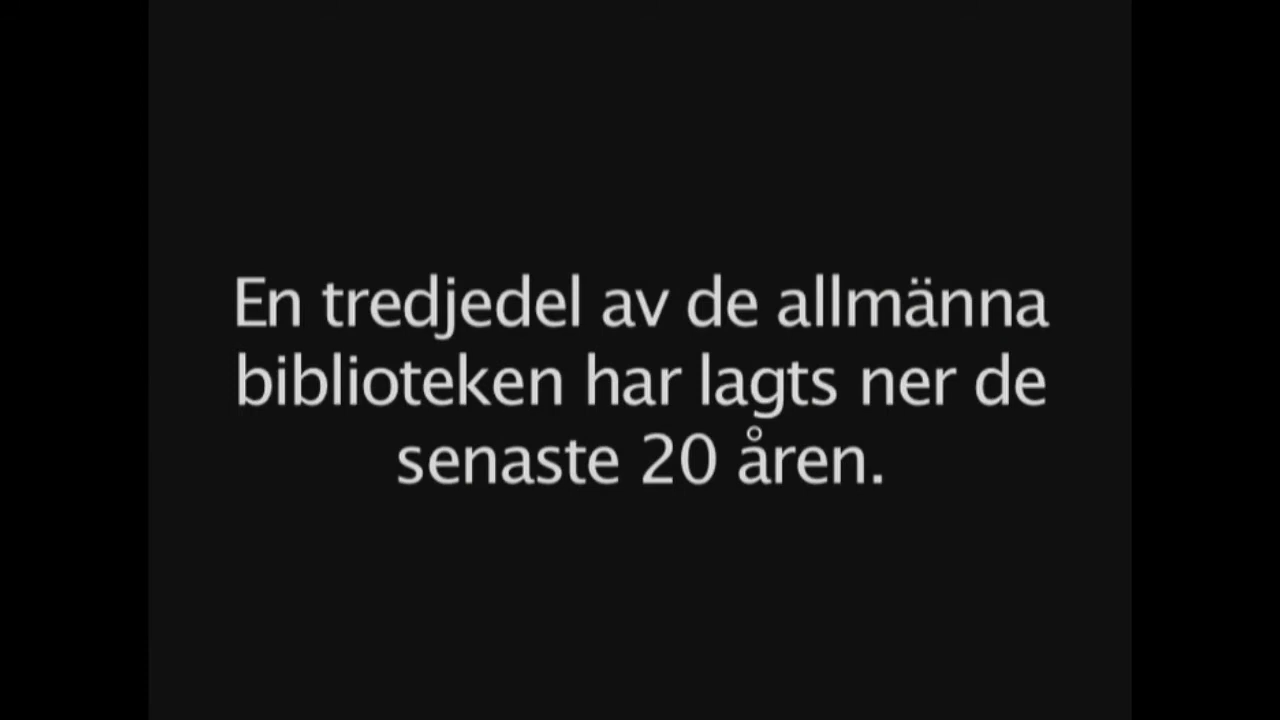 En tredjedel av de allmänna
biblioteken har lagts ner de
senaste 20 åren.